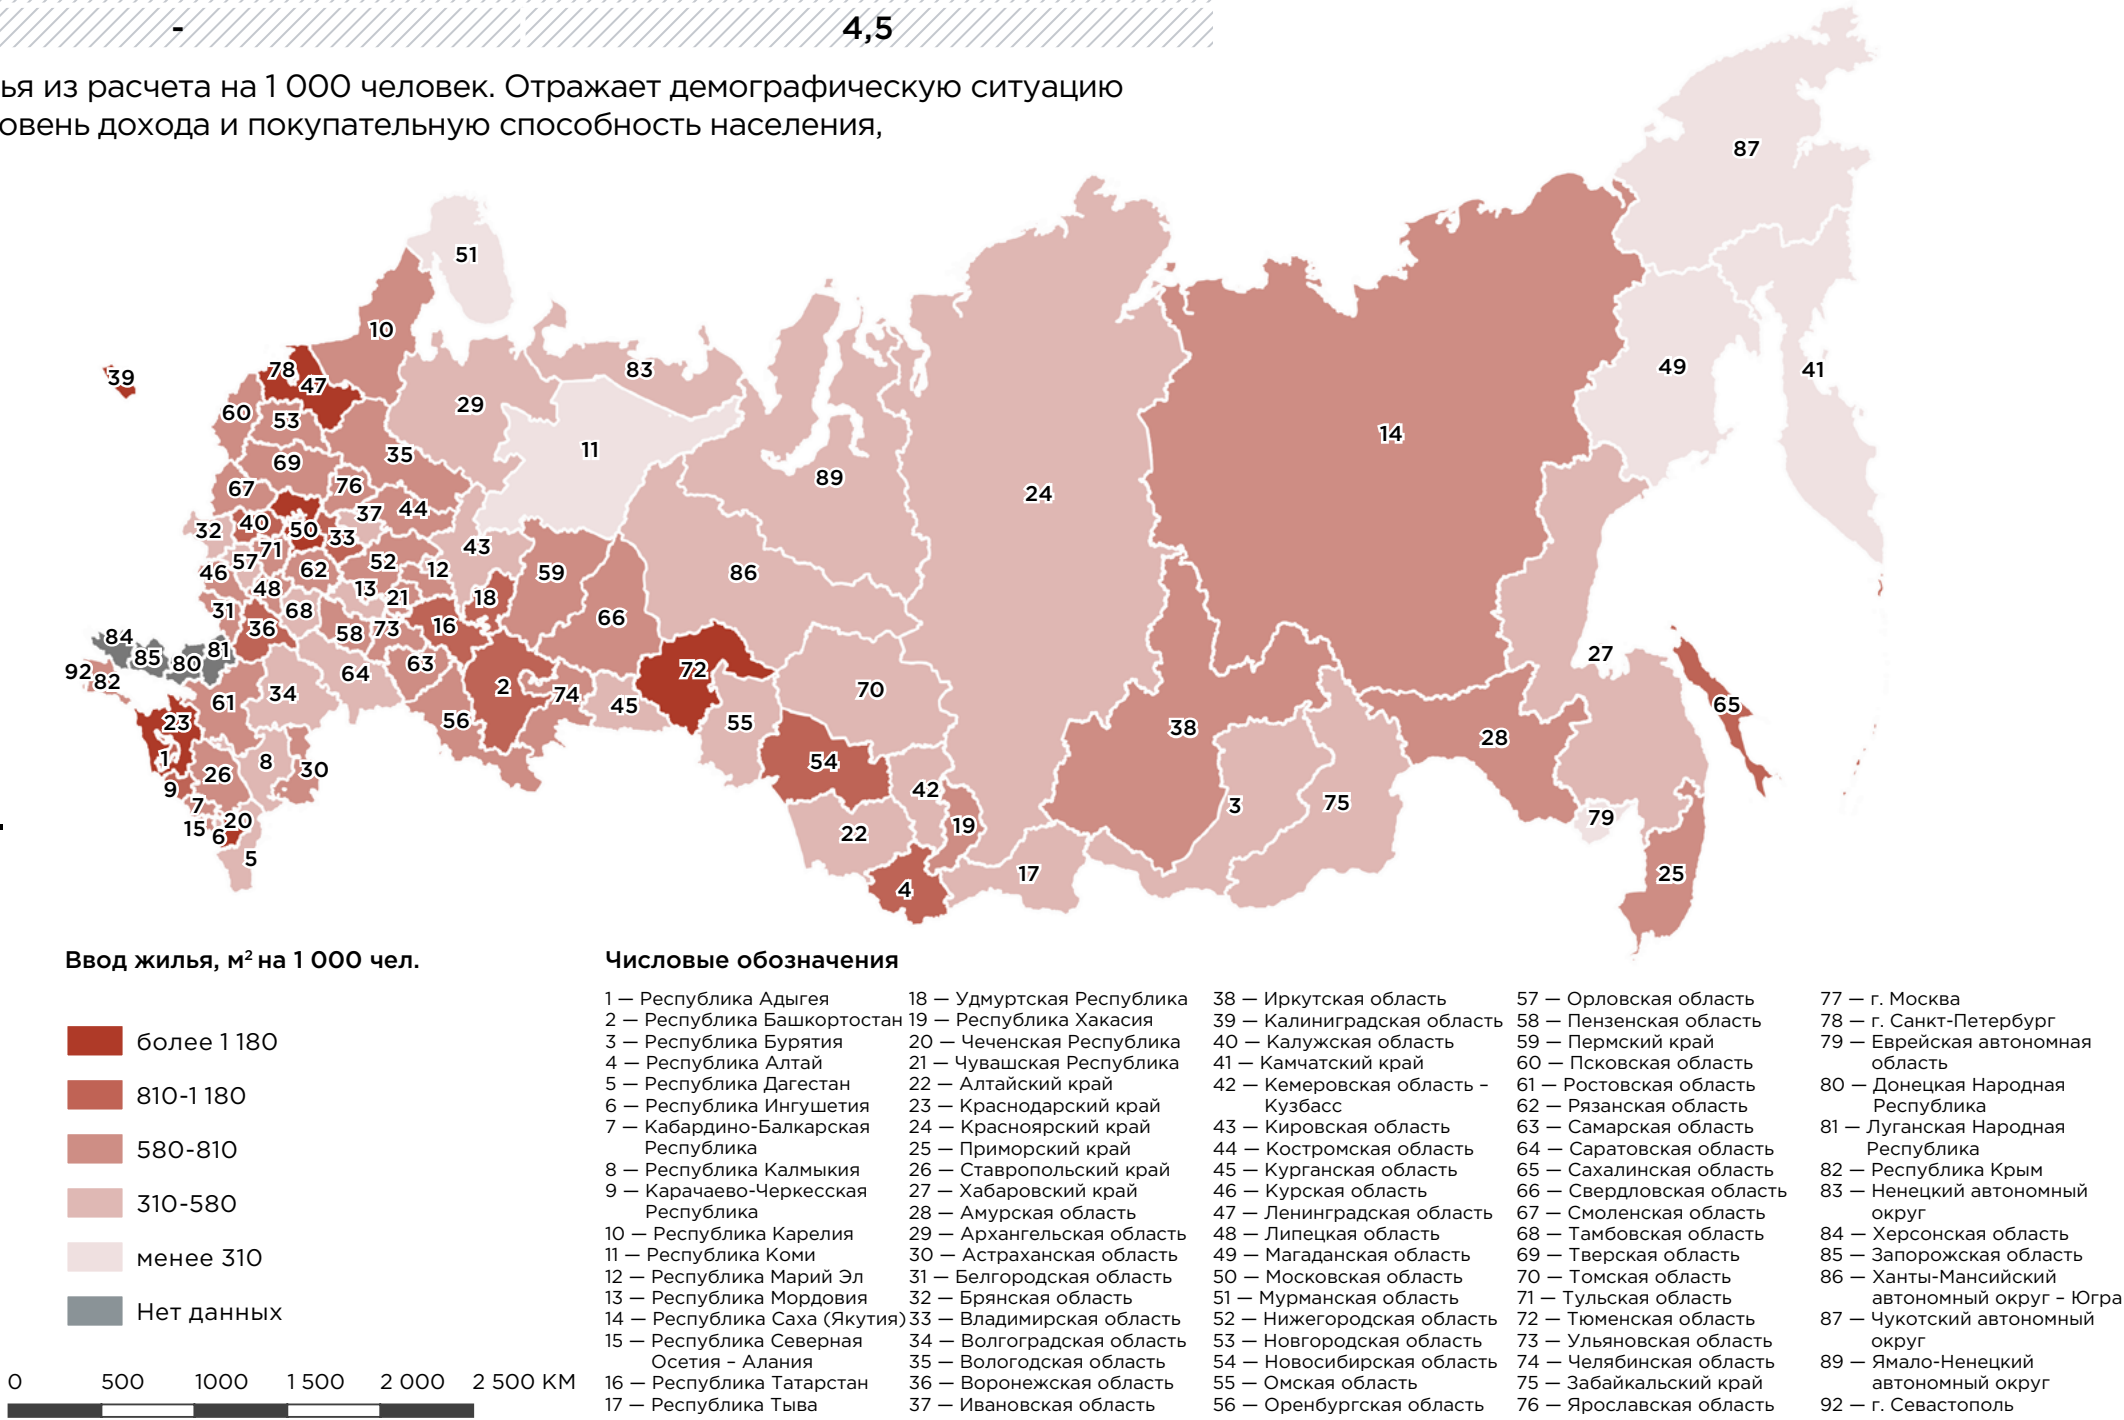 -
4,5
ья из расчета на 1 000 человек. Отражает демографическую ситуацию
овень дохода и покупательную способность населения,
87
51
10
39
78
47
83
49
41
60
53
29
14
69
35
11
67
76
89
24
37
44
32
40
50
33
71
43
57
52
46
62
12
59
86
48
13
21
18
31
68
66
36
58
73
16
84
85
80
81
27
92
82
64
63
72
2
70
61
34
74
45
65
23
56
55
38
28
1
8
30
54
26
9
42
3
75
7
20
19
79
15
6
22
5
17
25
4
Ввод жилья, м² на 1 000 чел.
более 1 180
810-1 180
580-810
310-580
менее 310
Нет данных
0 500 1000 1 500 2 000 2 500 КМ
Числовые обозначения
1 — Республика Адыгея
2 — Республика Башкортостан
3 — Республика Бурятия
4 — Республика Алтай
5 — Республика Дагестан
6 — Республика Ингушетия
7 — Кабардино-Балкарская
Республика
8 — Республика Калмыкия
9 — Карачаево-Черкесская
Республика
10 — Республика Карелия
11 — Республика Коми
12 — Республика Марий Эл
13 — Республика Мордовия
14 — Республика Саха (Якутия)
15 — Республика Северная
Осетия – Алания
16 — Республика Татарстан
17 — Республика Тыва
18 — Удмуртская Республика
19 — Республика Хакасия
20 — Чеченская Республика
21 — Чувашская Республика
22 — Алтайский край
23 — Краснодарский край
24 — Красноярский край
25 — Приморский край
26 — Ставропольский край
27 — Хабаровский край
28 — Амурская область
29 — Архангельская область
30 — Астраханская область
31 — Белгородская область
32 — Брянская область
33 — Владимирская область
34 — Волгоградская область
35 — Вологодская область
36 — Воронежская область
37 — Ивановская область
38 — Иркутская область
39 — Калиниградская область
40 — Калужская область
41 — Камчатский край
42 — Кемеровская область –
Кузбасс
43 — Кировская область
44 — Костромская область
45 — Курганская область
46 — Курская область
47 — Ленинградская область
48 — Липецкая область
49 — Магаданская область
50 — Московская область
51 — Мурманская область
52 — Нижегородская область
53 — Новгородская область
54 — Новосибирская область
55 — Омская область
56 — Оренбургская область
57 — Орловская область
58 — Пензенская область
59 — Пермский край
60 — Псковская область
61 — Ростовская область
62 — Рязанская область
63 — Самарская область
64 — Саратовская область
65 — Сахалинская область
66 — Свердловская область
67 — Смоленская область
68 — Тамбовская область
69 — Тверская область
70 — Томская область
71 — Тульская область
72 — Тюменская область
73 — Ульяновская область
74 — Челябинская область
75 — Забайкальский край
76 — Ярославская область
77 — г. Москва
78 — г. Санкт-Петербург
79 — Еврейская автономная
область
80 — Донецкая Народная
Республика
81 — Луганская Народная
Республика
82 — Республика Крым
83 — Ненецкий автономный
округ
84 — Херсонская область
85 — Запорожская область
86 — Ханты-Мансийский
автономный округ – Югра
87 — Чукотский автономный
округ
89 — Ямало-Ненецкий
автономный округ
92 — г. Севастополь